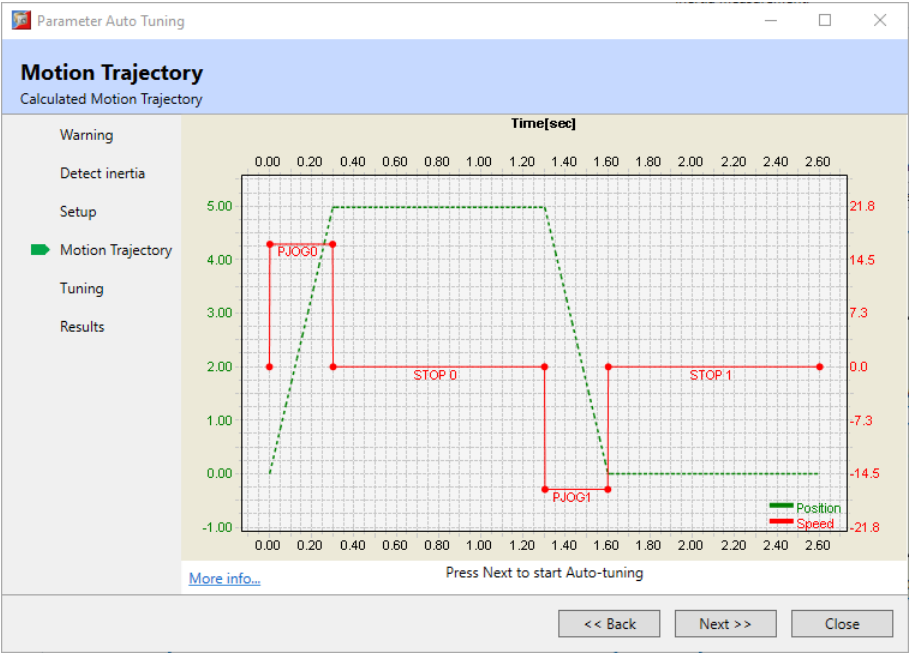 Parameter Auto Tuning
Motion Trajectory
Calculated Motion Trajectory
Warning
Detect inertia
Setup
Motion Trajectory
Tuning
Results
Time[sec]
0.00 0.20 0.40 0.60 0.80 1.00 1.20 1.40 1.60 1.80 2.00 2.20 2.40 2.60
5.00 21.8
PJOG0
4.00 14.5
3.00 7.3
2.00 0.0
STOP 0 STOP 1
1.00 -7.3
0.00 -14.5
PJOG1
Position
Speed
-1.00 -21.8
0.00 0.20 0.40 0.60 0.80 1.00 1.20 1.40 1.60 1.80 2.00 2.20 2.40 2.60
More info...
Press Next to start Auto-tuning
<< Back Next >> Close